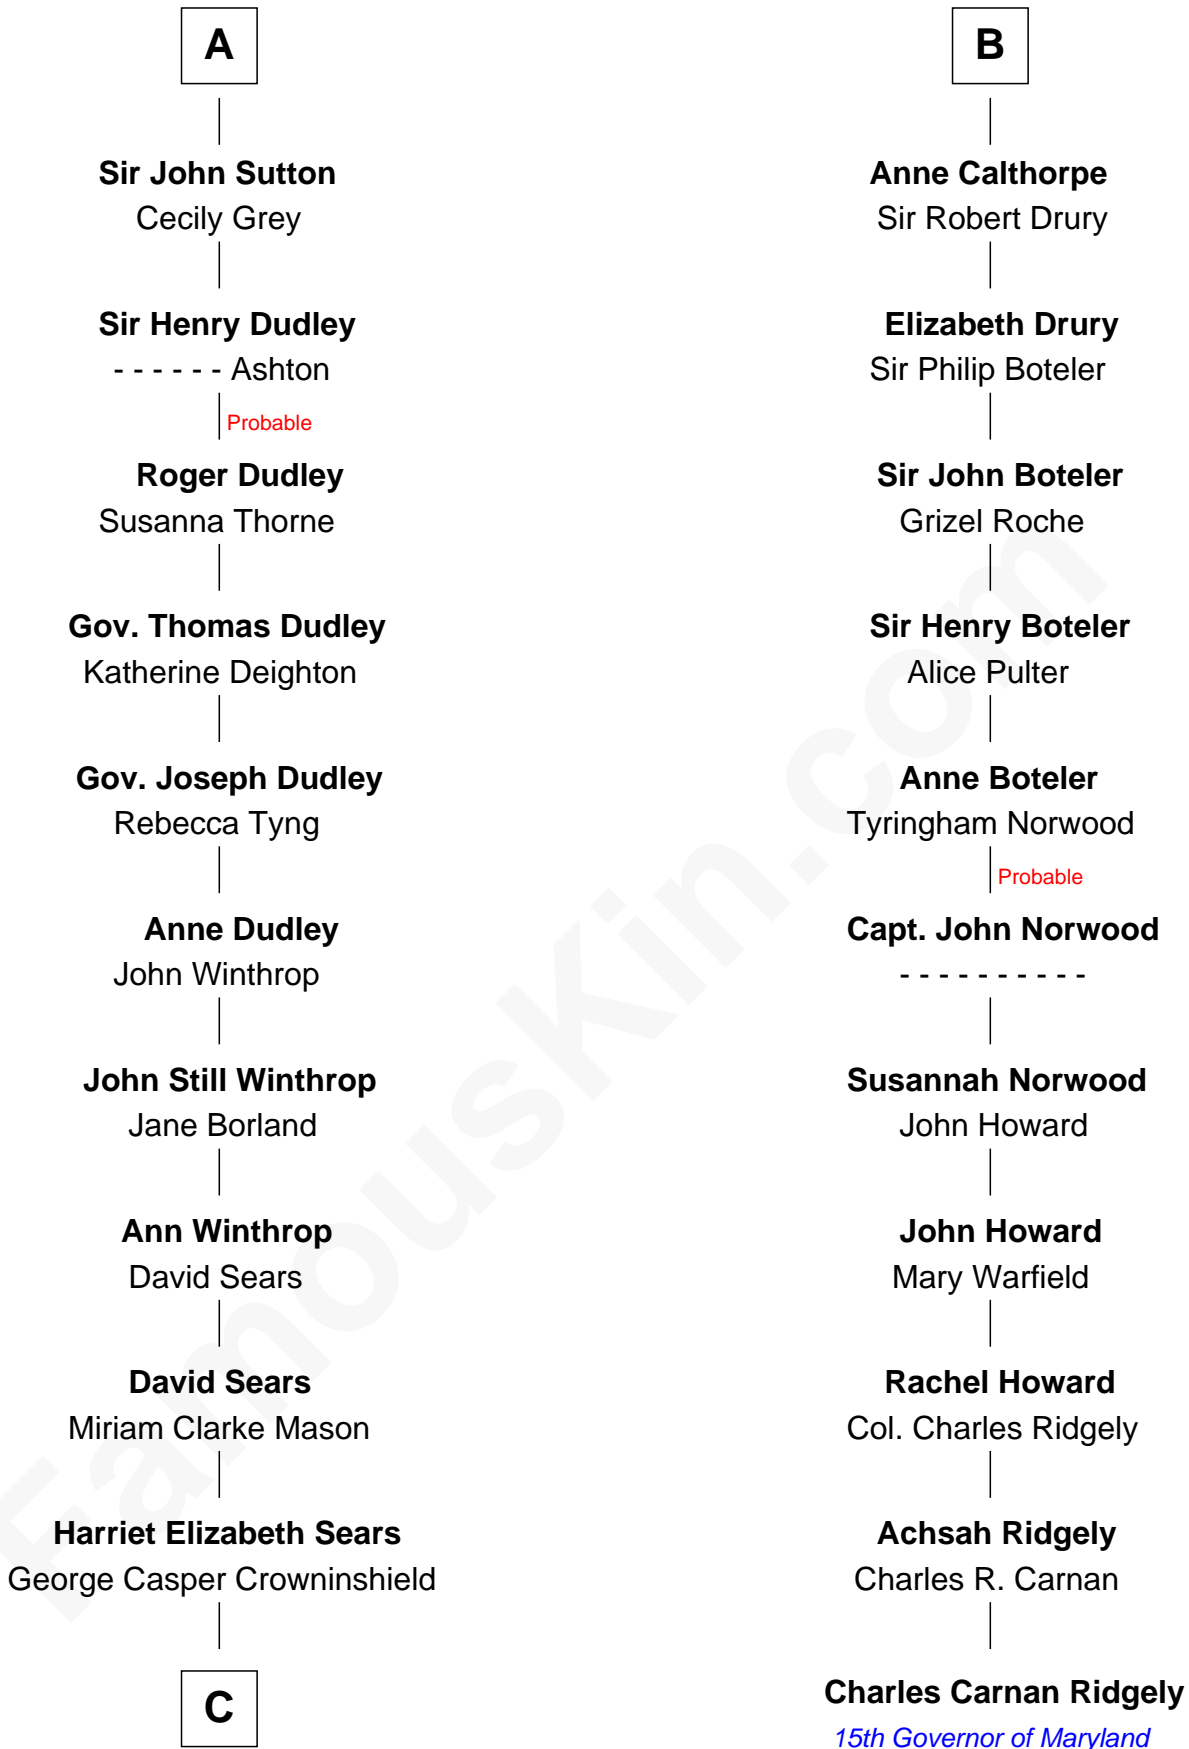 A
Sir John Sutton
Cecily Grey
Sir Henry Dudley
- - - - - - Ashton
Probable
Roger Dudley
Susanna Thorne
Gov. Thomas Dudley
Katherine Deighton
Gov. Joseph Dudley
Rebecca Tyng
Anne Dudley
John Winthrop
John Still Winthrop
Jane Borland
Ann Winthrop
David Sears
David Sears
Miriam Clarke Mason
Harriet Elizabeth Sears
George Casper Crowninshield
C
B
Anne Calthorpe
Sir Robert Drury
Elizabeth Drury
Sir Philip Boteler
Sir John Boteler
Grizel Roche
Sir Henry Boteler
Alice Pulter
Anne Boteler
Tyringham Norwood
Probable
Capt. John Norwood
- - - - - - - - - -
Susannah Norwood
John Howard
John Howard
Mary Warfield
Rachel Howard
Col. Charles Ridgely
Achsah Ridgely
Charles R. Carnan
Charles Carnan Ridgely
15th Governor of Maryland
FamousKin.com